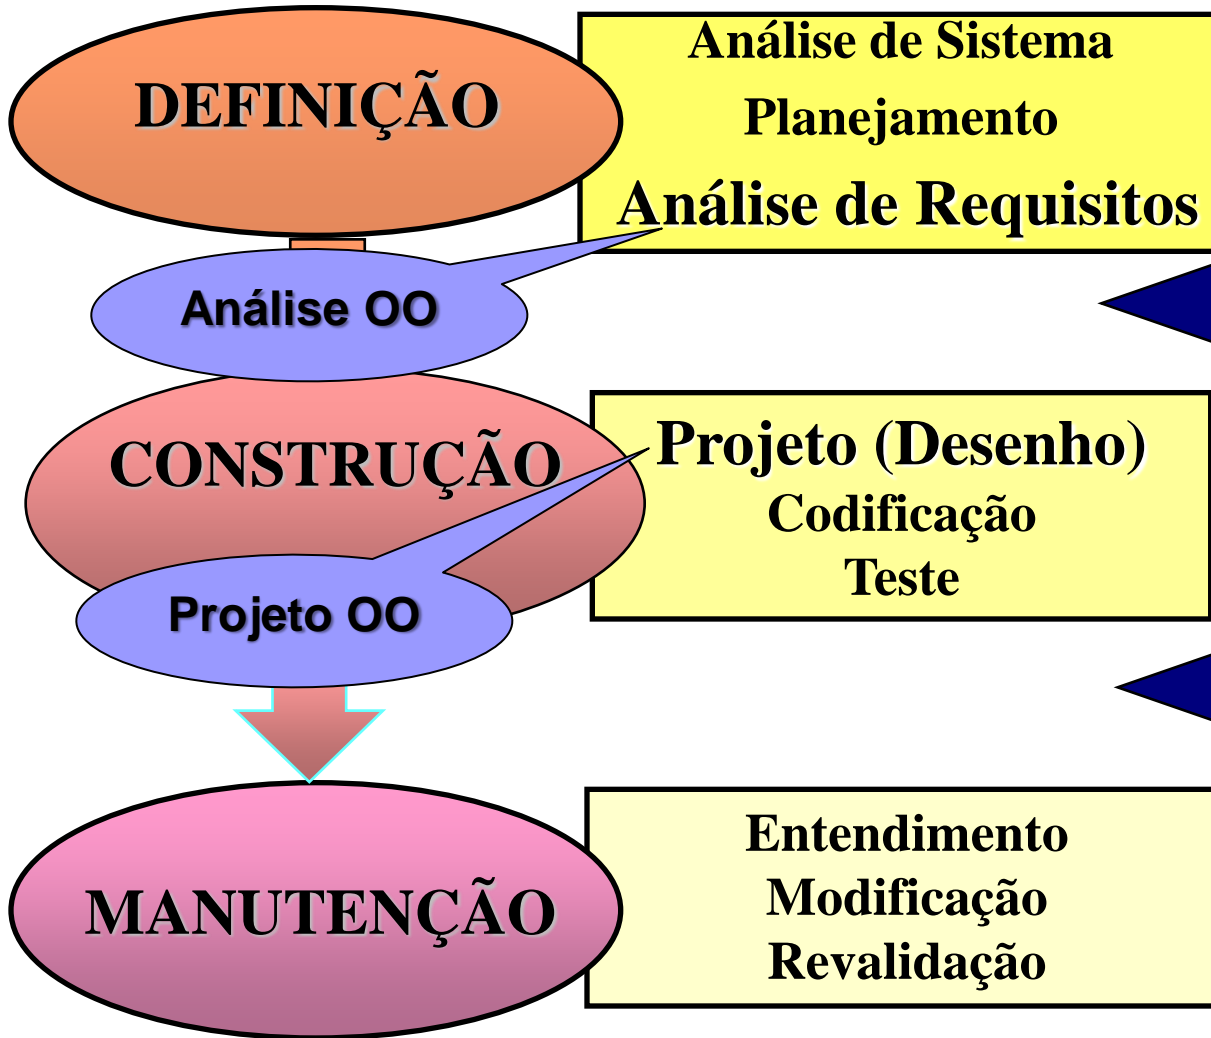 DEFINIÇÃO
Análise de Sistema
Planejamento
Análise de Requisitos
Análise OO
CONSTRUÇÃO
Projeto (Desenho)
Codificação
Teste
Projeto OO
MANUTENÇÃO
Entendimento
Modificação
Revalidação